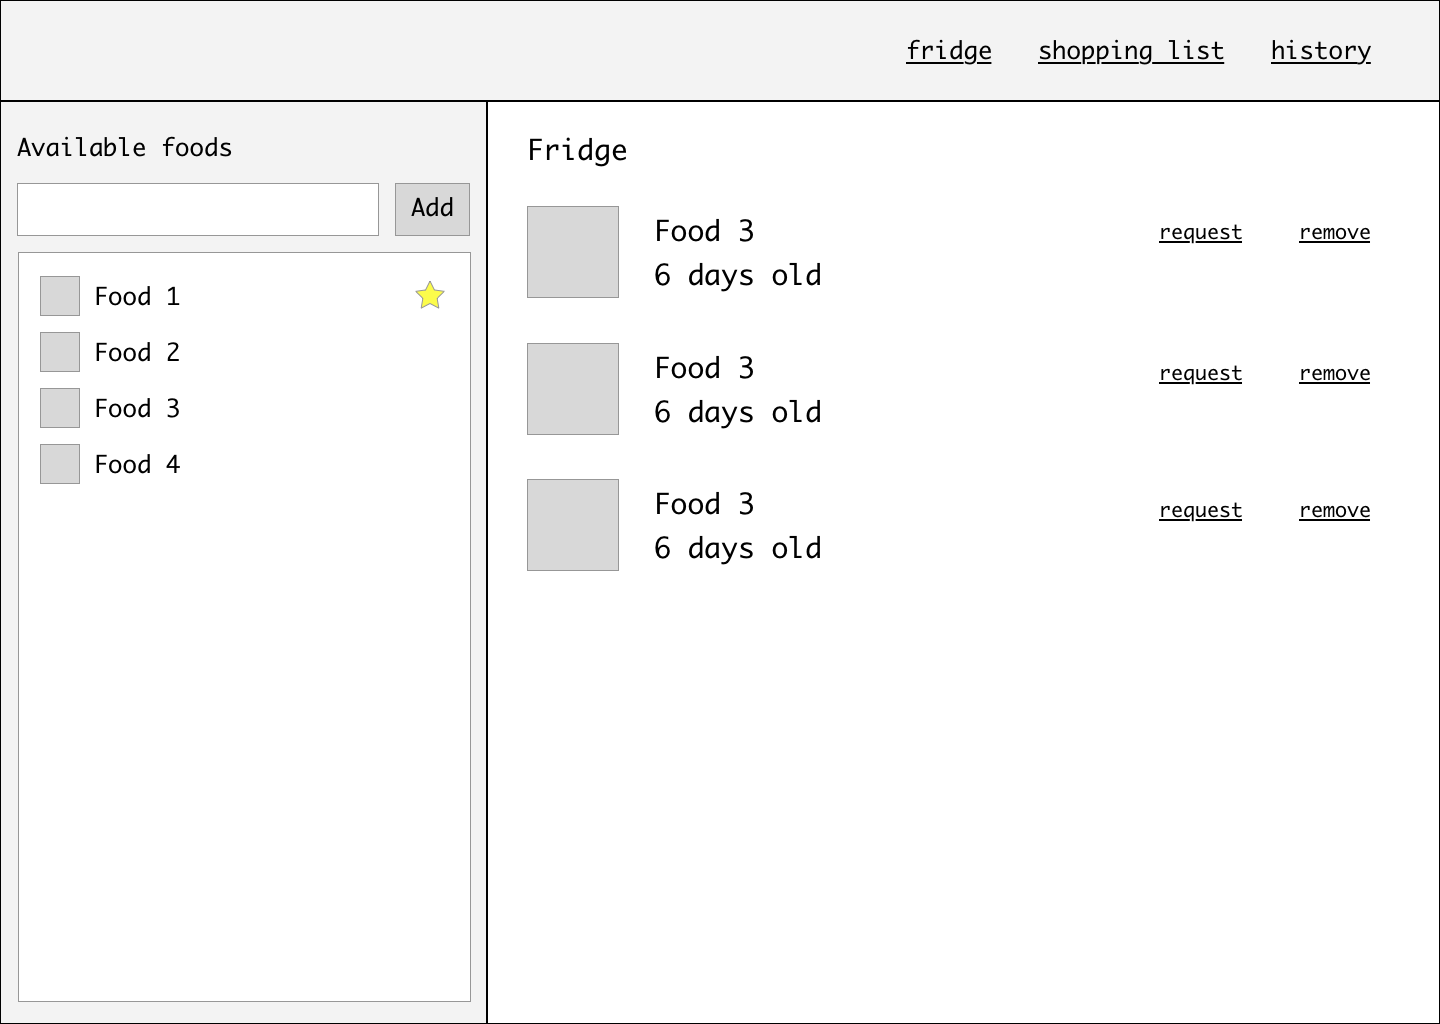 fridge shopping list history
Available foods
Add
Food 1
Food 2
Food 3
Food 4
Fridge
Food 3 request remove
6 days old
Food 3 request remove
6 days old
Food 3 request remove
6 days old